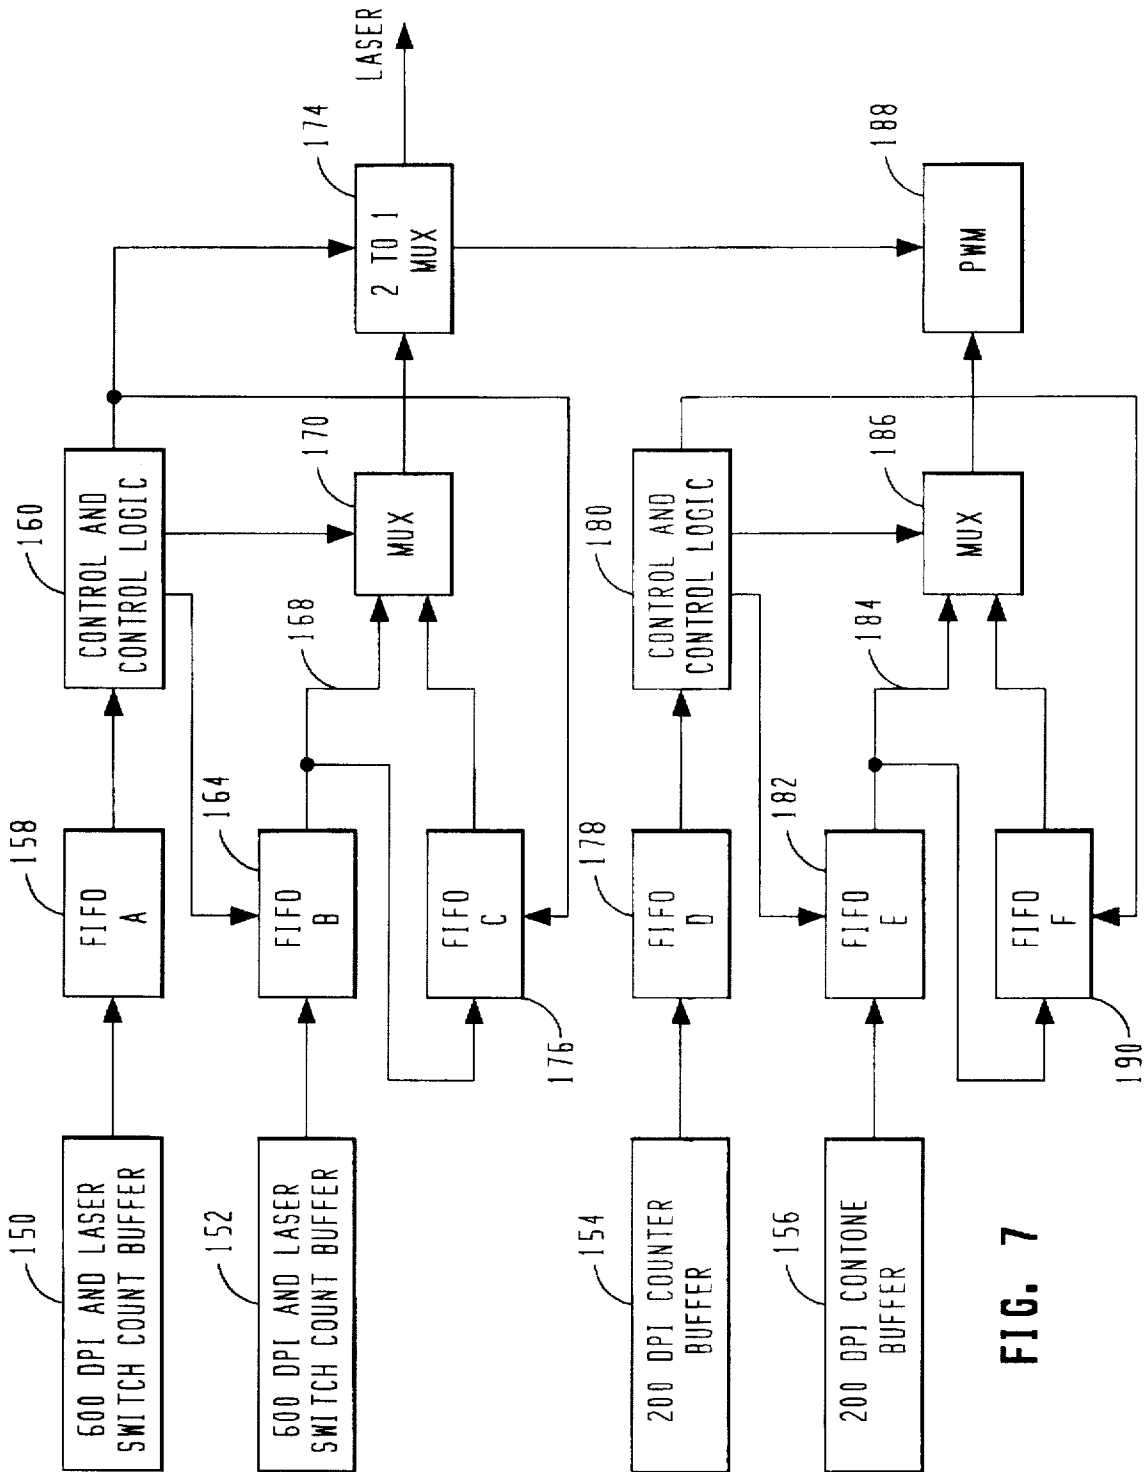 150
600 DPI AND LASER
SWITCH COUNT BUFFER
158
FIFO
A
160
CONTROL AND
CONTROL LOGIC
152
600 DPI AND LASER
SWITCH COUNT BUFFER
164
FIFO
B
168
170
MUX
174
2 TO 1
MUX
LASER
FIFO
C
176
154
200 DPI COUNTER
BUFFER
178
FIFO
D
180
CONTROL AND
CONTROL LOGIC
156
200 DPI CONTONE
BUFFER
182
FIFO
E
184
186
MUX
188
PWM
FIFO
F
190
FIG. 7